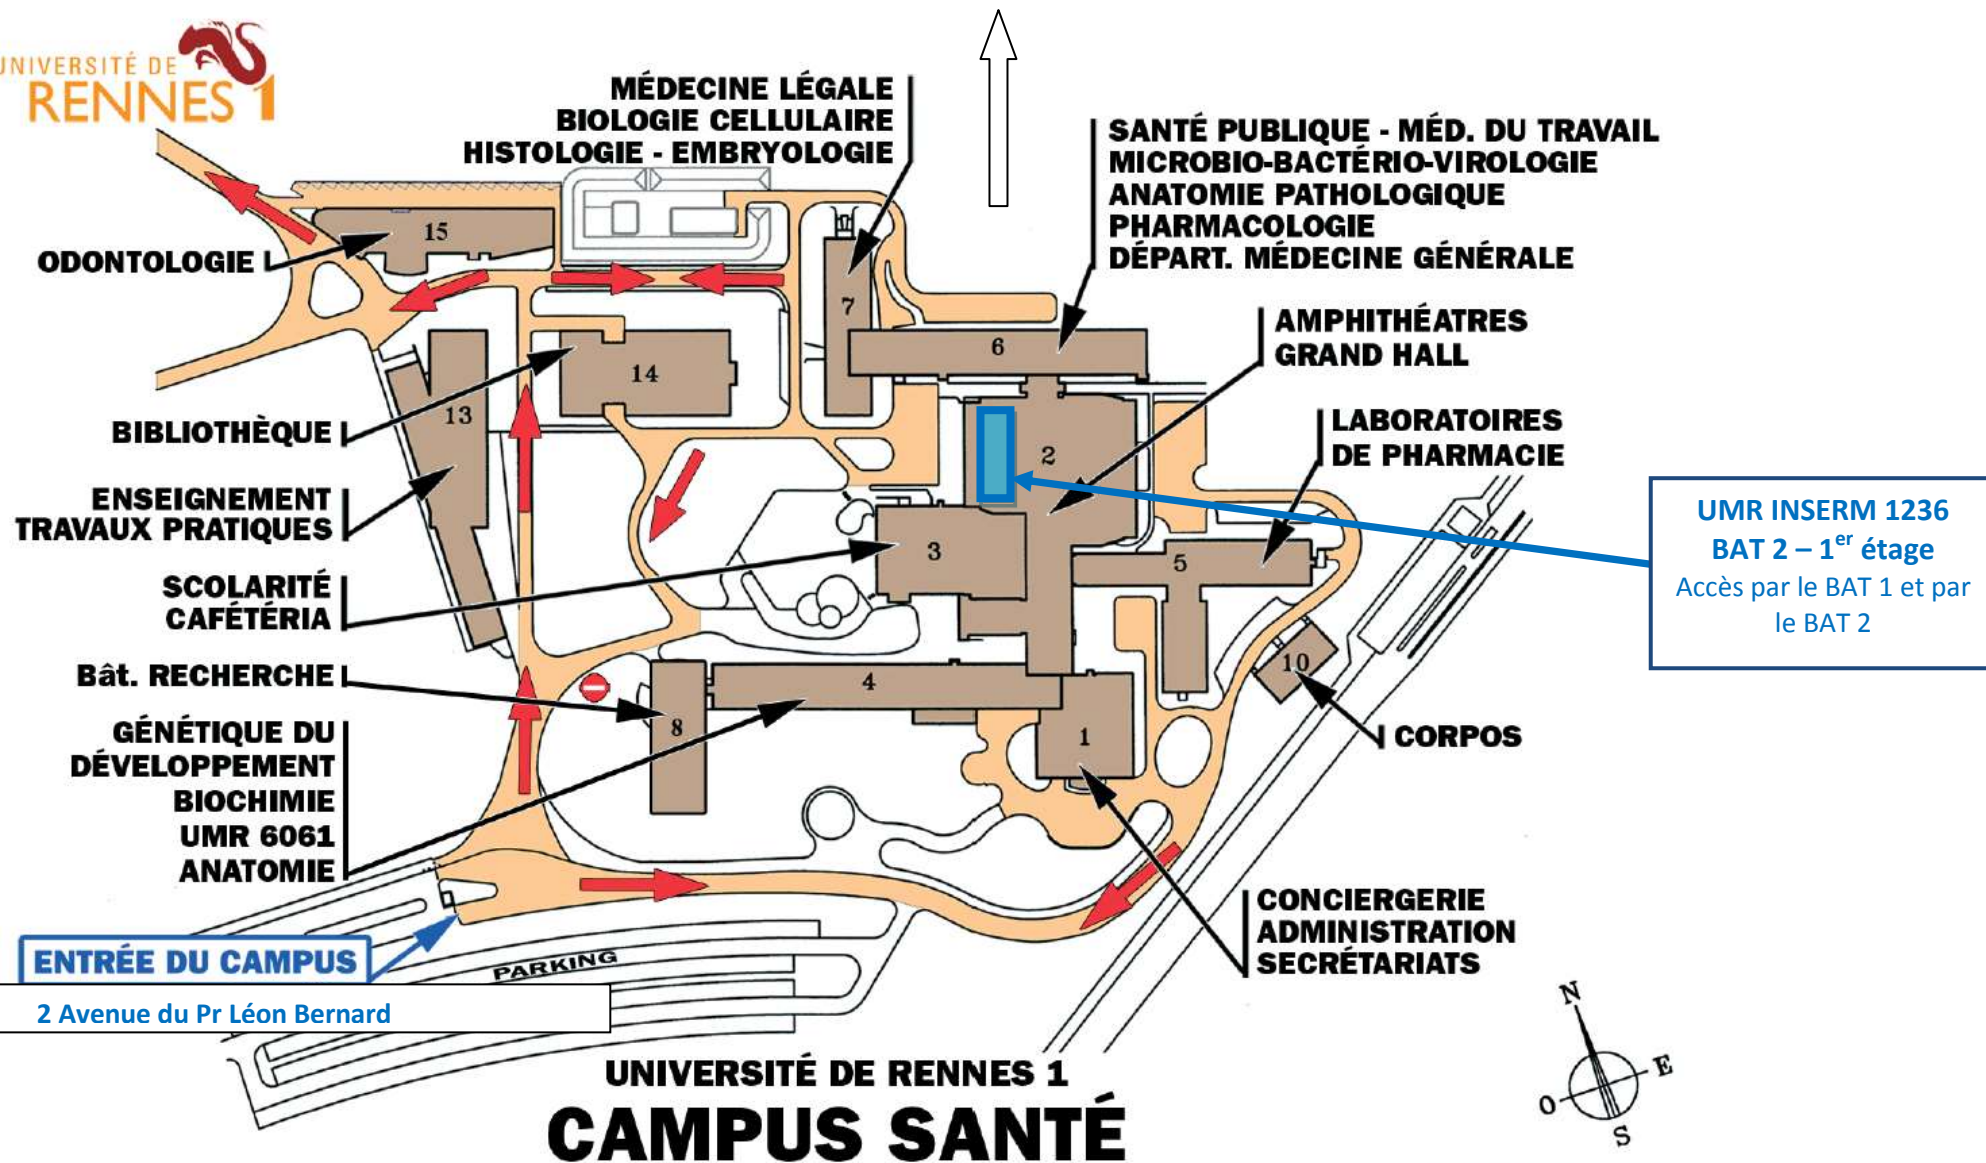 UNIVERSITÉ DE
RENNES 1
MÉDECINE LÉGALE
BIOLOGIE CELLULAIRE
HISTOLOGIE - EMBRYOLOGIE
SANTÉ PUBLIQUE - MÉD. DU TRAVAIL
MICROBIO-BACTÉRIO-VIROLOGIE
ANATOMIE PATHOLOGIQUE
PHARMACOLOGIE
DÉPART. MÉDECINE GÉNÉRALE
ODONTOLOGIE
15
7
6
AMPHITHÉATRES
GRAND HALL
14
13
BIBLIOTHÈQUE
2
LABORATOIRES
DE PHARMACIE
ENSEIGNEMENT
TRAVAUX PRATIQUES
UMR INSERM 1236
BAT 2 – 1er étage
Accès par le BAT 1 et par
le BAT 2
3
5
SCOLARITÉ
CAFÉTÉRIA
10
Bât. RECHERCHE
4
8
1
CORPOS
GÉNÉTIQUE DU
DÉVELOPPEMENT
BIOCHIMIE
UMR 6061
ANATOMIE
CONCIERGERIE
ADMINISTRATION
SECRÉTARIATS
ENTRÉE DU CAMPUS
PARKING
2 Avenue du Pr Léon Bernard
N
E
O
S
UNIVERSITÉ DE RENNES 1
CAMPUS SANTÉ